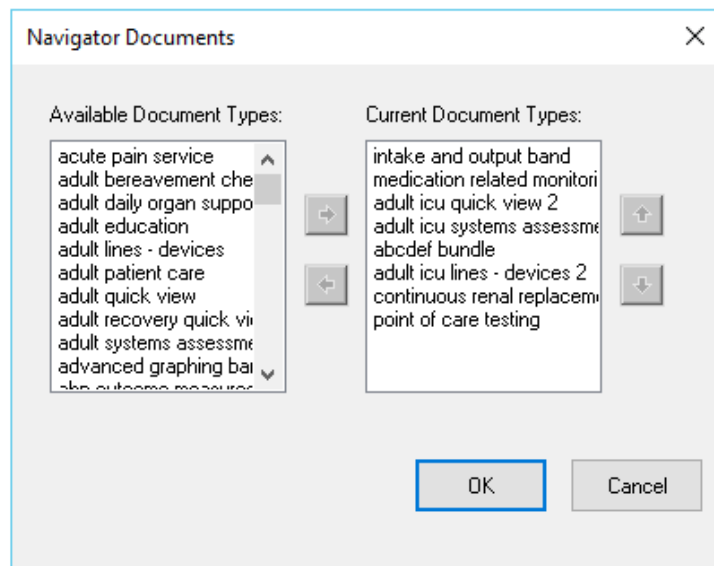 Navigator Documents
Available Document Types:
acute pain service
adult bereavement che
adult daily organ suppo
adult education
adult lines - devices
adult patient care
adult quick view
adult recovery quick vi
adult systems assessme
advanced graphing bar
Current Document Types:
intake and output band
medication related monitori
adult icu quick view 2
adult icu systems assessme
abcdef bundle
adult icu lines - devices 2
continuous renal replacem
point of care testing
OK
Cancel